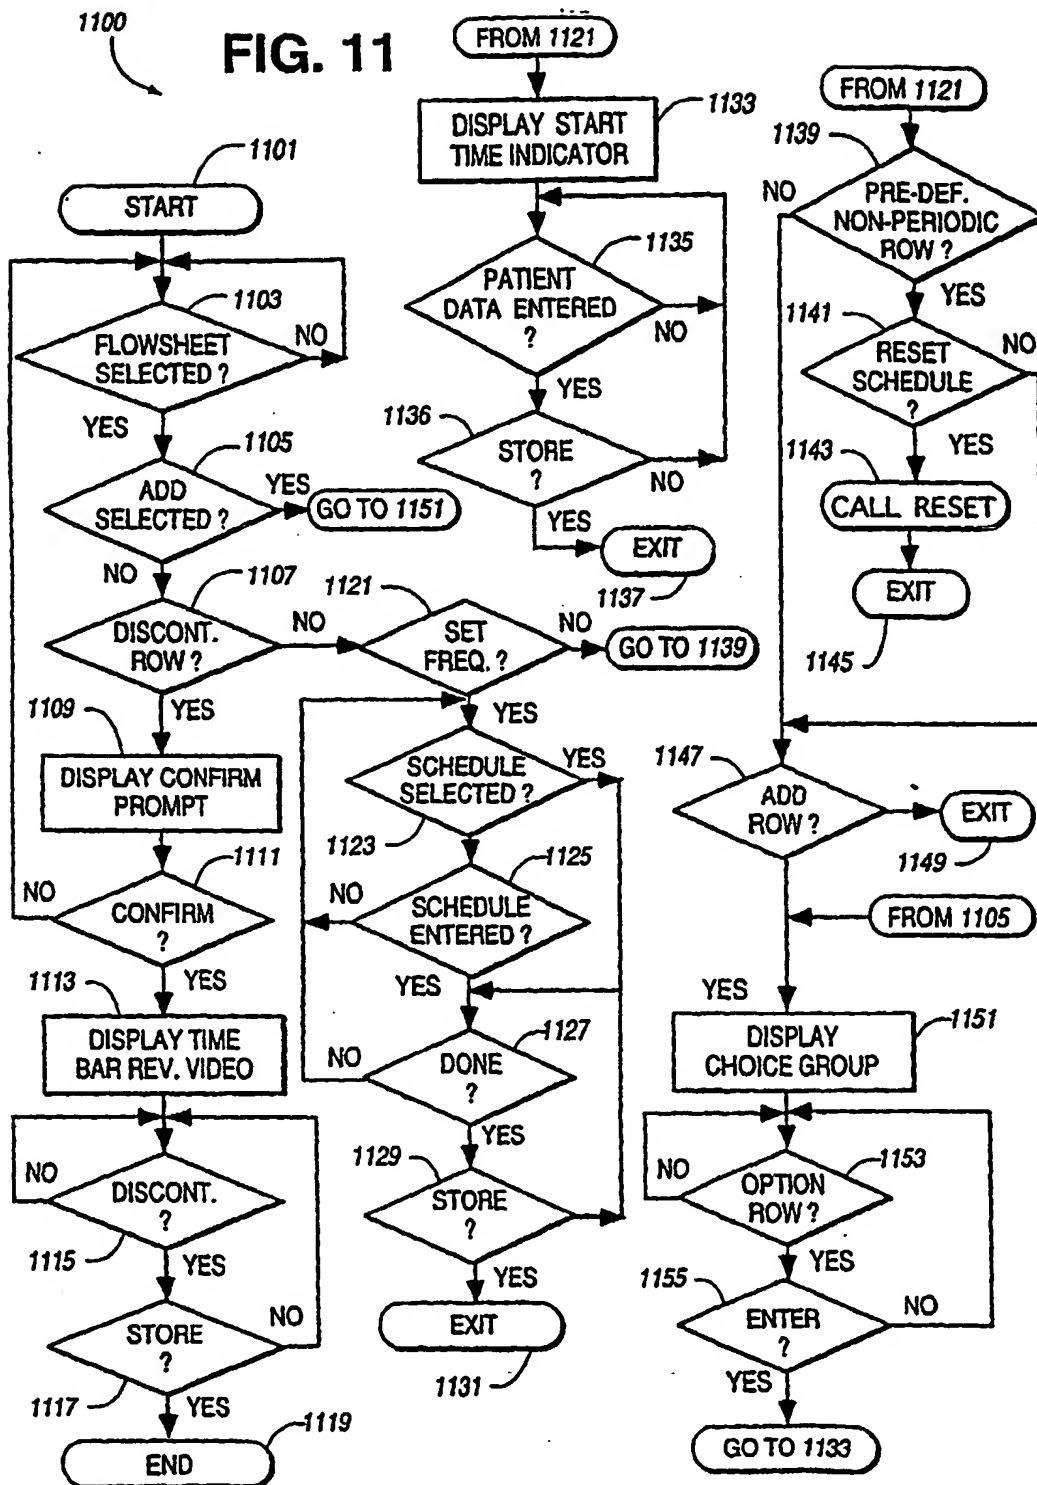 1100
FIG. 11
1101
START
1103
FLOWSHEET
SELECTED ?
NO
YES
1105
ADD
SELECTED ?
YES
GO TO 1151
NO
1107
DISCONT.
ROW ?
NO
YES
1109
DISPLAY CONFIRM
PROMPT
1111
NO
CONFIRM
?
YES
1113
DISPLAY TIME
BAR REV. VIDEO
NO
DISCONT.
?
1115
YES
STORE
?
NO
1117
YES
1119
END
FROM 1121
1133
DISPLAY START
TIME INDICATOR
1135
PATIENT
DATA ENTERED
?
NO
YES
1136
STORE
?
NO
YES
EXIT
1137
1121
SET
FREQ. ?
NO
GO TO 1139
YES
SCHEDULE
SELECTED ?
YES
1123
1125
NO
SCHEDULE
ENTERED ?
YES
1127
NO
DONE
?
YES
1129
STORE
?
YES
EXIT
1131
FROM 1121
1139
NO
PRE-DEF.
NON-PERIODIC
ROW ?
YES
1141
NO
RESET
SCHEDULE
?
YES
1143
CALL RESET
EXIT
1145
1147
ADD
ROW ?
EXIT
1149
FROM 1105
YES
1151
DISPLAY
CHOICE GROUP
1153
NO
OPTION
ROW ?
YES
1155
ENTER
?
NO
YES
GO TO 1133